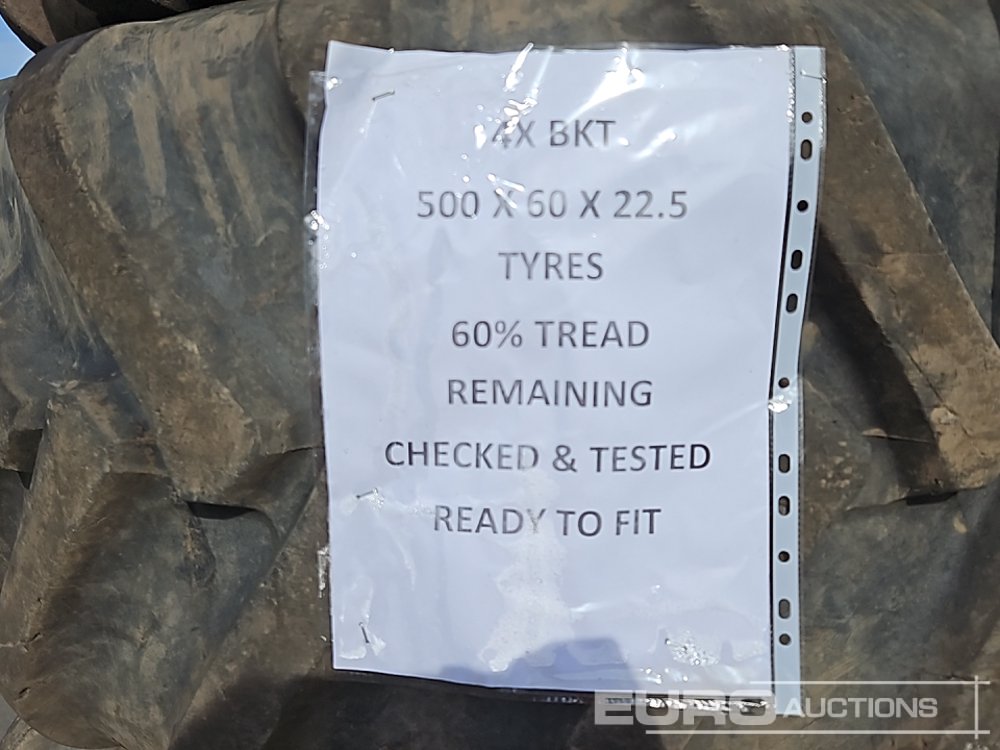 4X BKT
500 X 60 X 22.5
TYRES
60% TREAD
REMAINING
CHECKED & TESTED
READY TO FIT
EURO AUCTIONS